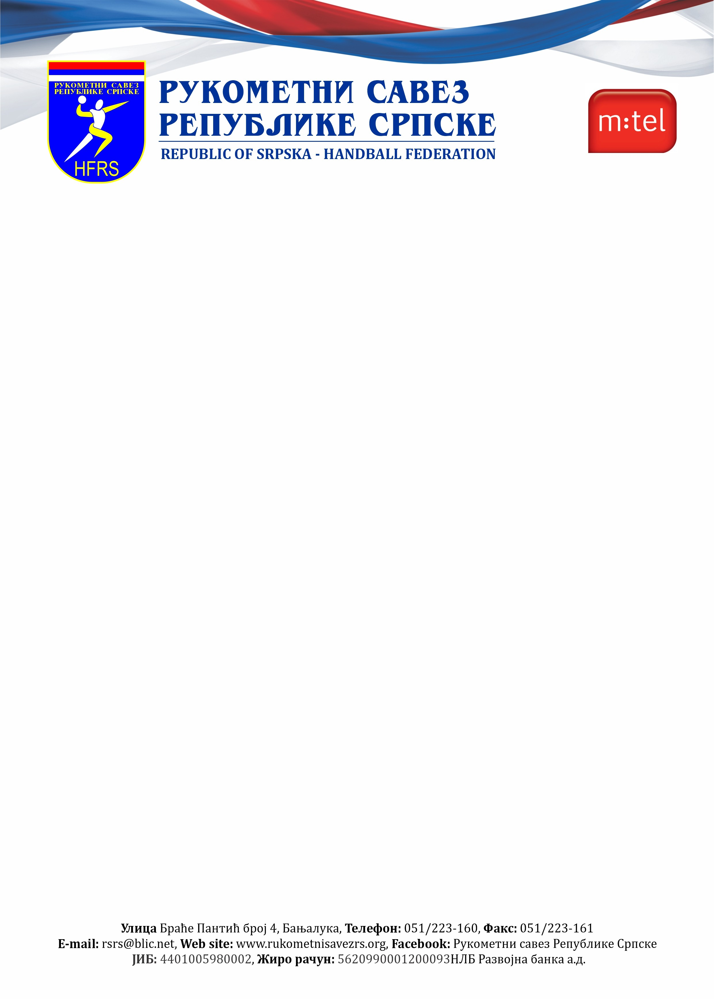 РУКОМЕТНИ САВЕЗ
РЕПУБЛИКЕ СРПСКЕ
HFRS
РУКОМЕТНИ САВЕЗ
РЕПУБЛИКЕ СРПСКЕ
REPUBLIC OF SRPSKA - HANDBALL FEDERATION
m:tel
Улица Браће Пантић број 4, Бањалука, Телефон: 051/223-160, Факс: 051/223-161
E-mail: rsrs@blic.net, Web site: www.rukometnisavezrs.org, Facebook: Рукометни савез Републике Српске
ЈИБ: 4401005980002, Жиро рачун: 5620990001200093НЛБ Развојна банка а.д.